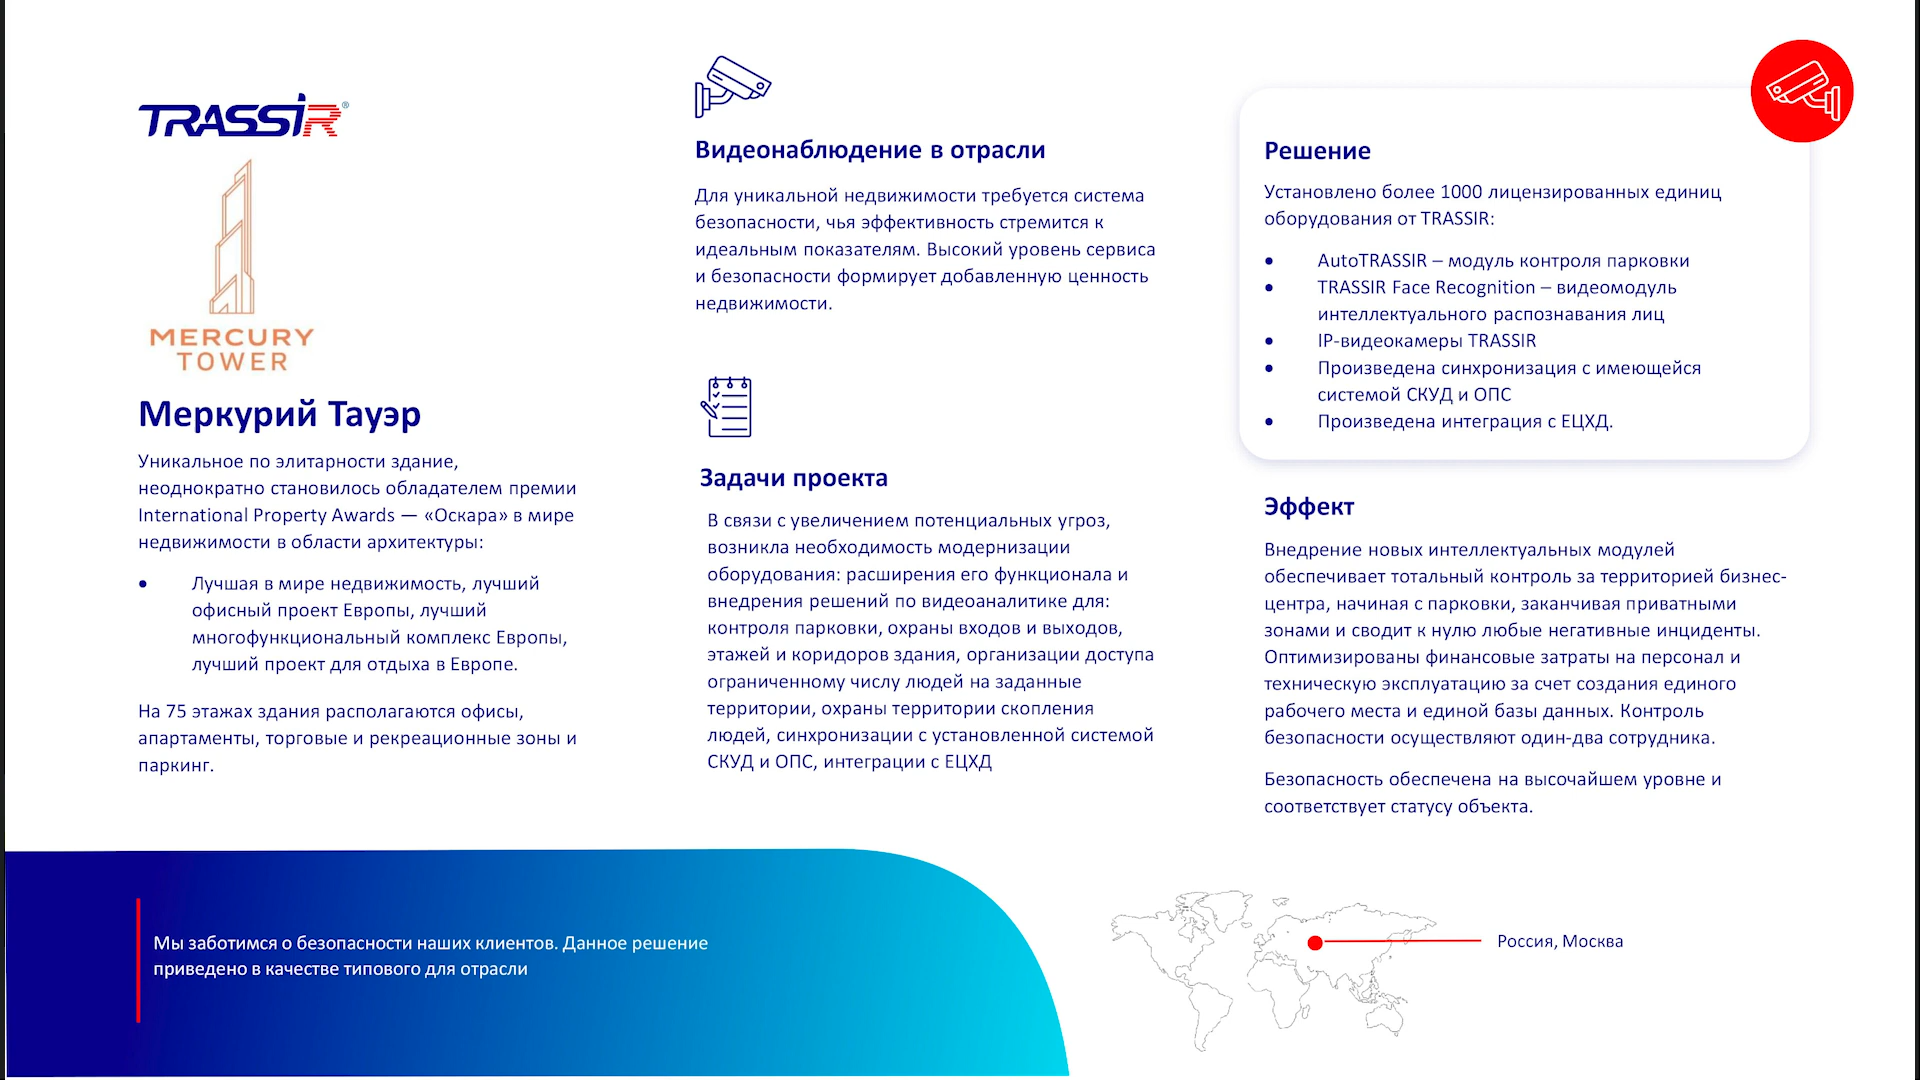 TRASSIR®
MERCURY
TOWER
Меркурий Тауэр
Уникальное по элитарности здание,
неоднократно становилось обладателем премии
International Property Awards — «Оскара» в мире
недвижимости в области архитектуры:
• Лучшая в мире недвижимость, лучший
офисный проект Европы, лучший
многофункциональный комплекс Европы,
лучший проект для отдыха в Европе.
На 75 этажах здания располагаются офисы,
апартаменты, торговые и рекреационные зоны и
паркинг.
Видеонаблюдение в отрасли
Для уникальной недвижимости требуется система
безопасности, чья эффективность стремится к
идеальным показателям. Высокий уровень сервиса
и безопасности формирует добавленную ценность
недвижимости.
Задачи проекта
В связи с увеличением потенциальных угроз,
возникла необходимость модернизации
оборудования: расширения его функционала и
внедрения решений по видеоаналитике для:
контроля парковки, охраны входов и выходов,
этажей и коридоров здания, организации доступа
ограниченному числу людей на заданные
территории, охраны территории скопления
людей, синхронизации с установленной системой
СКУД и ОПС, интеграции с ЕЦХД
Решение
Установлено более 1000 лицензированных единиц
оборудования от TRASSIR:
• AutoTRASSIR – модуль контроля парковки
• TRASSIR Face Recognition – видеомодуль
интеллектуального распознавания лиц
• IP-видеокамеры TRASSIR
• Произведена синхронизация с имеющейся
системой СКУД и ОПС
• Произведена интеграция с ЕЦХД.
Эффект
Внедрение новых интеллектуальных модулей
обеспечивает тотальный контроль за территорией бизнес-
центра, начиная с парковки, заканчивая приватными
зонами и сводит к нулю любые негативные инциденты.
Оптимизированы финансовые затраты на персонал и
техническую эксплуатацию за счет создания единого
рабочего места и единой базы данных. Контроль
безопасности осуществляют один-два сотрудника.
Безопасность обеспечена на высочайшем уровне и
соответствует статусу объекта.
Мы заботимся о безопасности наших клиентов. Данное решение
приведено в качестве типового для отрасли
Россия, Москва